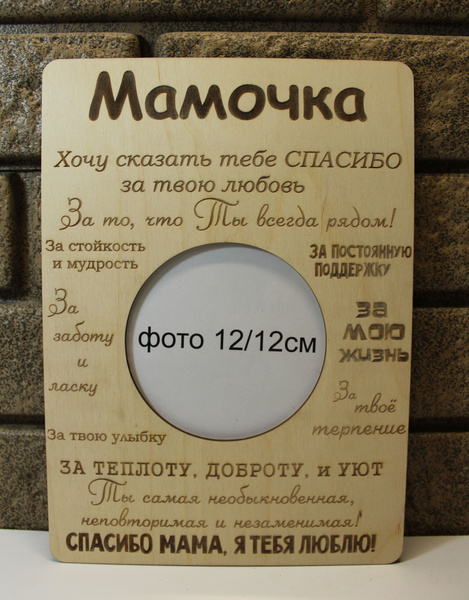 Мамочка
Хочу сказать тебе СПАСИБО
за твою любовь
За то, что Ты всегда рядом!
За стойкость
и мудрость
ЗА ПОСТОЯННУЮ
ПОДДЕРЖКУ
За
заботу
и
ласку
фото 12/12см
за
мою
жизнь
За
твоё
терпение
За твою улыбку
ЗА ТЕПЛОТУ, ДОБРОТУ, и УЮТ
Ты самая необыкновенная,
неповторимая и незаменимая!
СПАСИБО МАМА, Я ТЕБЯ ЛЮБЛЮ!